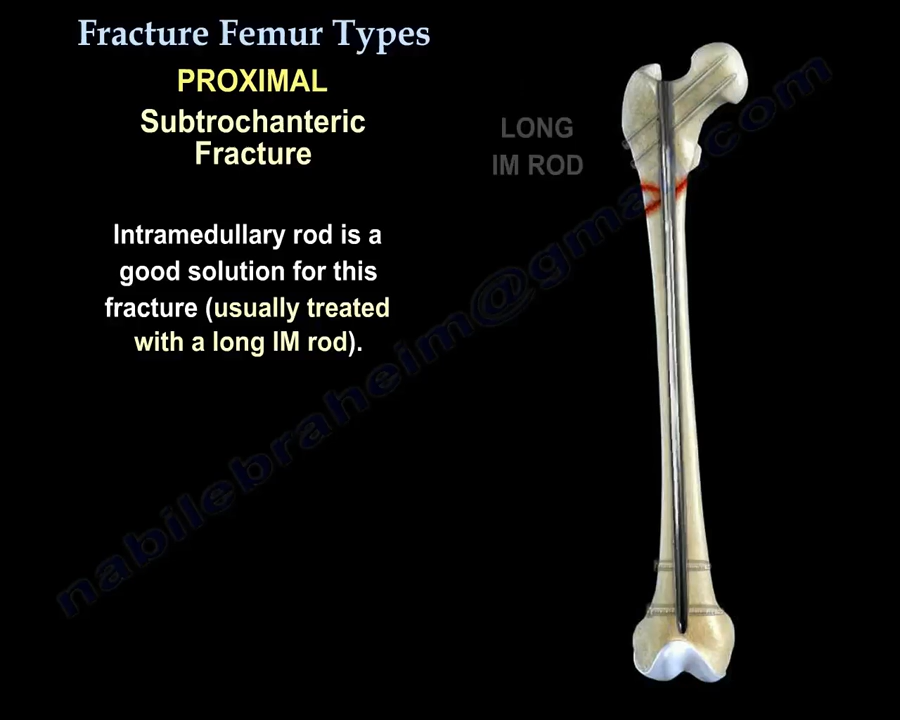 Fracture Femur Types
PROXIMAL
Subtrochanteric
Fracture
LONG
IM ROD
Intramedullary rod is a
good solution for this
fracture (usually treated
with a long IM rod).
nabilebraheim@gmail.com